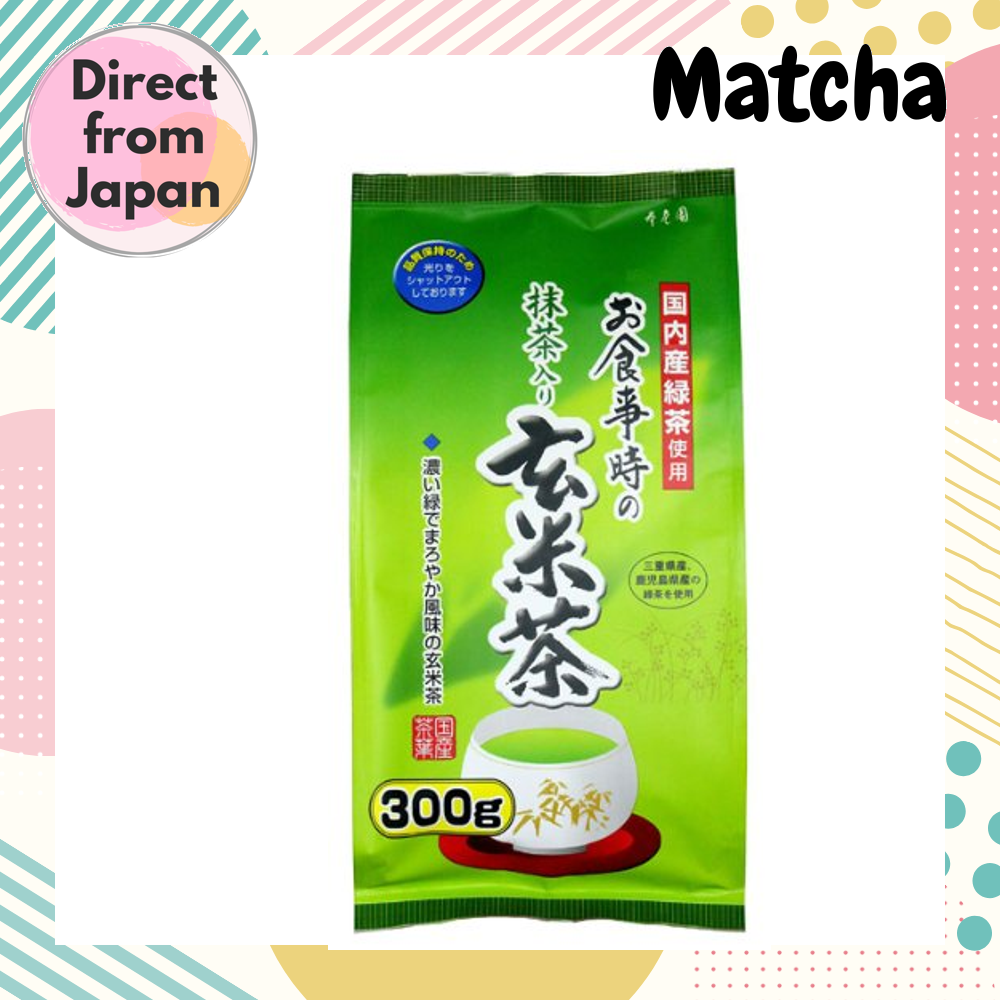 Direct
from
Japan
Matcha
品質保持のため
光りを
シャットアウト
しております
国内産緑茶使用
お食事時の
抹茶入り
玄米茶
三重県産、
鹿児島県産の
緑茶を使用
◆濃い緑でまろやか風味の玄米茶
国産
茶葉
300g